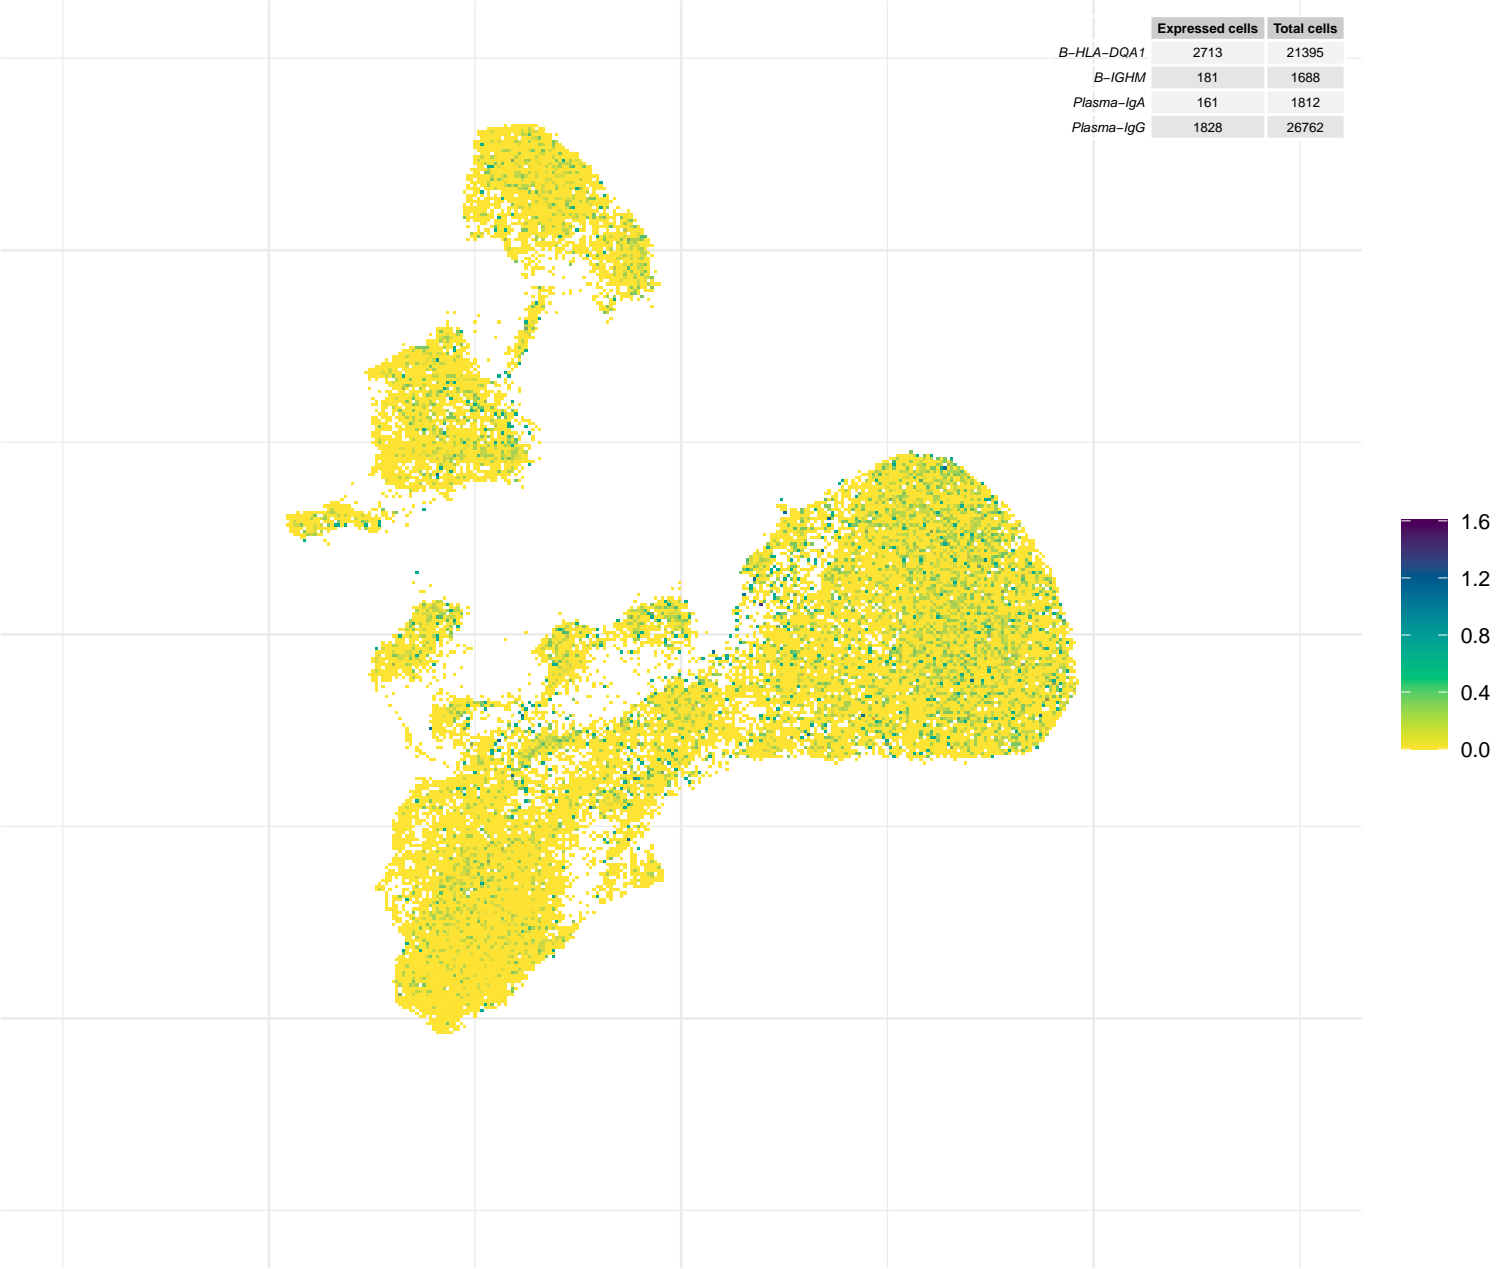 Expressed cells Total cells
B−HLA−DQA1 2713 21395
B−IGHM 181 1688
Plasma−IgA 161 1812
Plasma−IgG 1828 26762
1.6
1.2
0.8
0.4
0.0